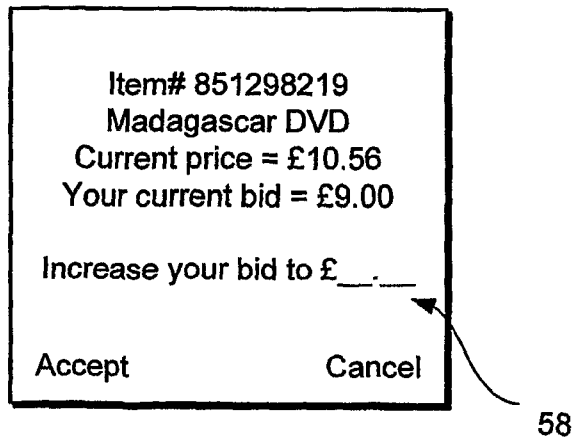 Item# 851298219
Madagascar DVD
Current price = £10.56
Your current bid = £9.00
Increase your bid to £__.__
Accept Cancel
58